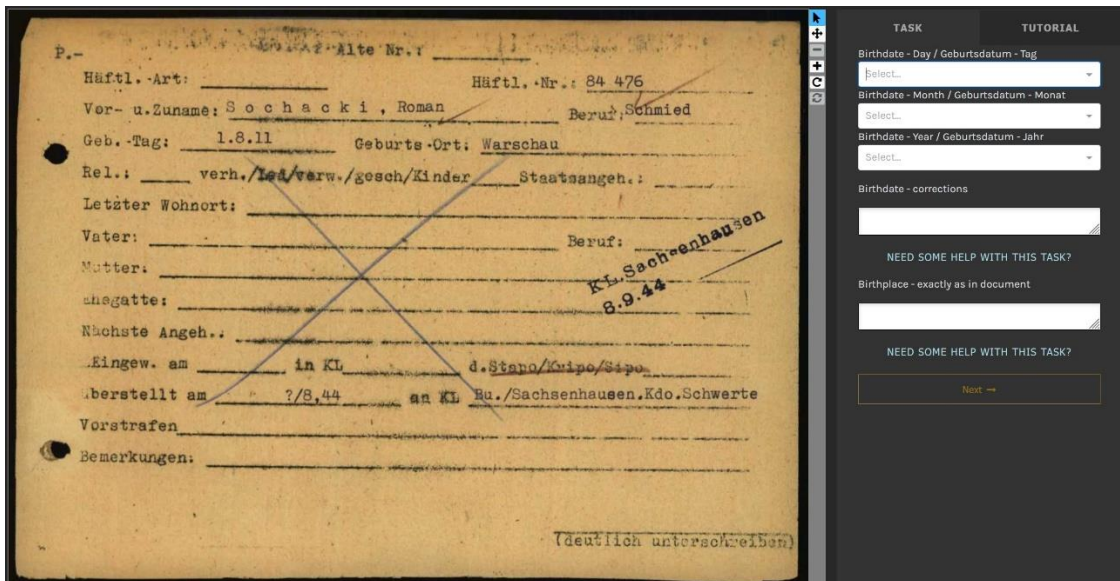 P.-
Alte Nr.:
Häftl.-Art:
Häftl.-Nr.: 84 476
Vor- u.Zuname: Sochacki, Roman
Beruf: Schmied
Geb.-Tag: 1.8.11 Geburts-Ort: Warschau
Rel.: verh./led/verw./gesch/Kinder Staatsangeh.:
Letzter Wohnort:
Vater: Beruf:
Mutter:
KL.Sachsenhausen
8.9.44
Ehegatte:
Nächste Angeh.:
Eingew. am in KL d.Stapo/Kripo/Sipo
überstellt am ?/8,44 an KL Bu./Sachsenhausen.Kdo.Schwerte
Vorstrafen
Bemerkungen:
(deutlich unterschreiben)
TASK TUTORIAL
Birthdate - Day / Geburtsdatum - Tag
Select...
Birthdate - Month / Geburtsdatum - Monat
Select...
Birthdate - Year / Geburtsdatum - Jahr
Select...
Birthdate - corrections
NEED SOME HELP WITH THIS TASK?
Birthplace - exactly as in document
NEED SOME HELP WITH THIS TASK?
Next →